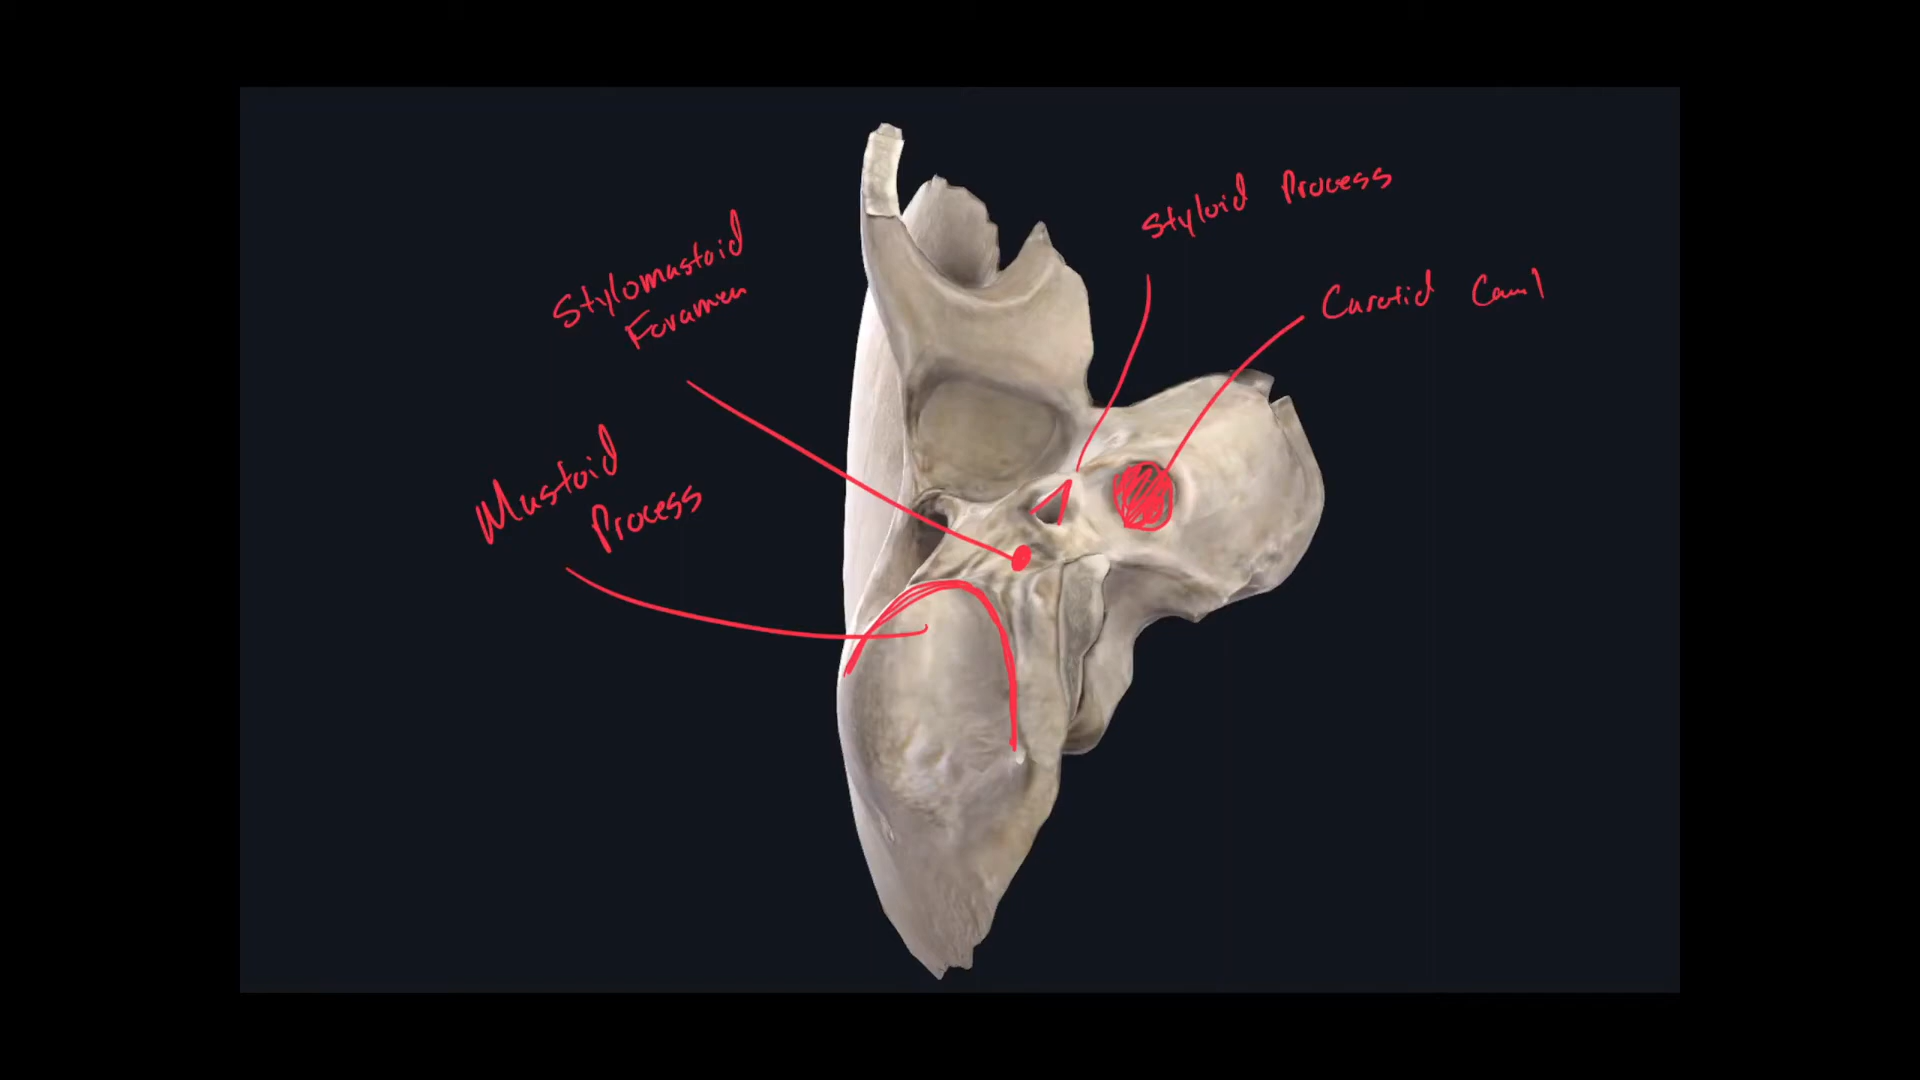 Styloid Process
Stylomastoid
Foramen
Carotid Canal
Mastoid
Process